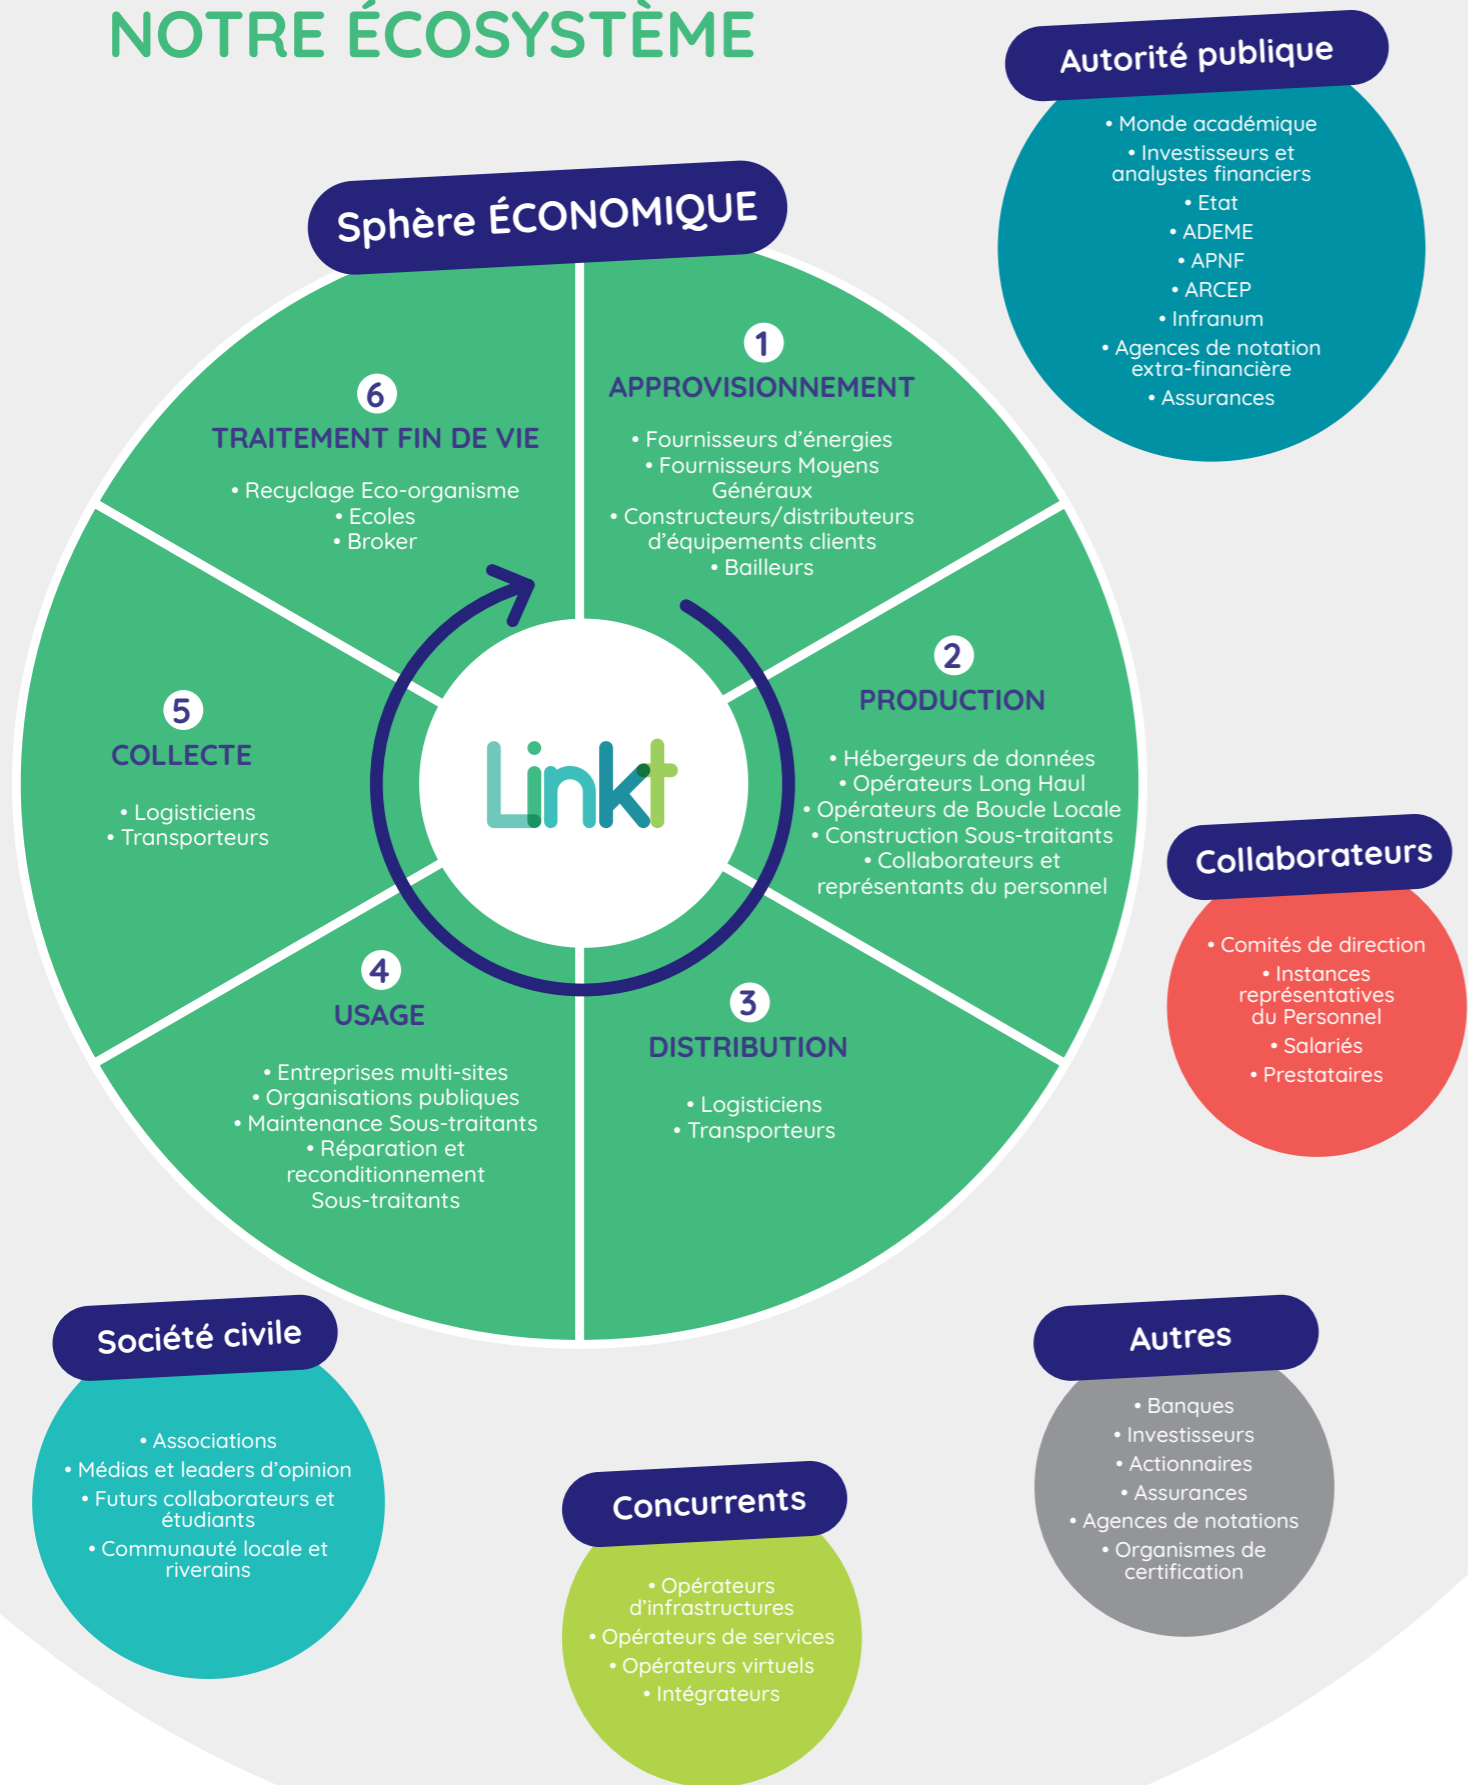 NOTRE ÉCOSYSTÈME
Autorité publique
• Monde académique
• Investisseurs et
analystes financiers
• Etat
• ADEME
• APNF
• ARCEP
• Infranum
• Agences de notation
extra-financière
• Assurances
Sphère ÉCONOMIQUE
1
APPROVISIONNEMENT
• Fournisseurs d’énergies
• Fournisseurs Moyens
Généraux
• Constructeurs/distributeurs
d’équipements clients
• Bailleurs
2
PRODUCTION
• Hébergeurs de données
• Opérateurs Long Haul
• Opérateurs de Boucle Locale
• Construction Sous-traitants
• Collaborateurs et
représentants du personnel
3
DISTRIBUTION
• Logisticiens
• Transporteurs
4
USAGE
• Entreprises multi-sites
• Organisations publiques
• Maintenance Sous-traitants
• Réparation et
reconditionnement
Sous-traitants
5
COLLECTE
• Logisticiens
• Transporteurs
6
TRAITEMENT FIN DE VIE
• Recyclage Eco-organisme
• Ecoles
• Broker
Linkt
Collaborateurs
• Comités de direction
• Instances
représentatives
du Personnel
• Salariés
• Prestataires
Société civile
• Associations
• Médias et leaders d’opinion
• Futurs collaborateurs et
étudiants
• Communauté locale et
riverains
Concurrents
• Opérateurs
d’infrastructures
• Opérateurs de services
• Opérateurs virtuels
• Intégrateurs
Autres
• Banques
• Investisseurs
• Actionnaires
• Assurances
• Agences de notations
• Organismes de
certification